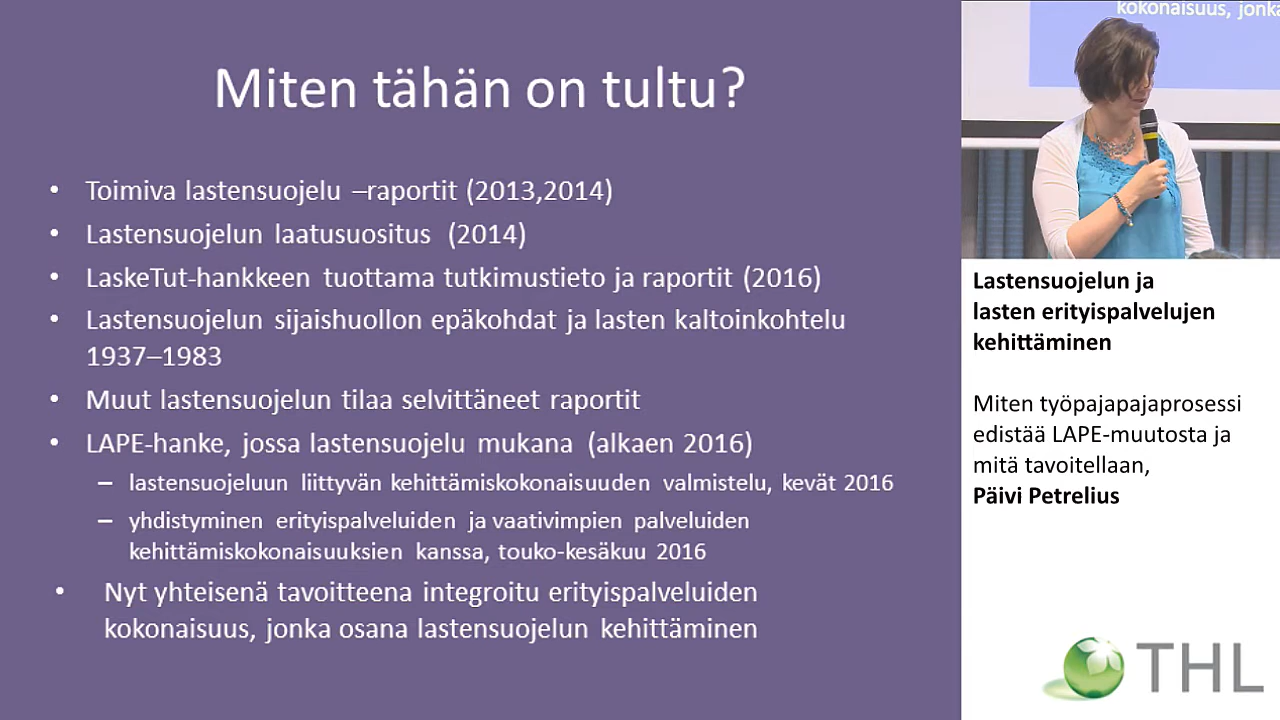 Miten tähän on tultu?
• Toimiva lastensuojelu –raportit (2013,2014)
• Lastensuojelun laatusuositus (2014)
• LaskeTut-hankkeen tuottama tutkimustieto ja raportit (2016)
• Lastensuojelun sijaishuollon epäkohdat ja lasten kaltoinkohtelu
1937–1983
• Muut lastensuojelun tilaa selvittäneet raportit
• LAPE-hanke, jossa lastensuojelu mukana (alkaen 2016)
– lastensuojeluun liittyvän kehittämiskokonaisuuden valmistelu, kevät 2016
– yhdistyminen erityispalveluiden ja vaativimpien palveluiden
kehittämiskokonaisuuksien kanssa, touko-kesäkuu 2016
• Nyt yhteisenä tavoitteena integroitu erityispalveluiden
kokonaisuus, jonka osana lastensuojelun kehittäminen
kokonaisuus, jonka
Lastensuojelun ja
lasten erityispalvelujen
kehittäminen
Miten työpajapajaprosessi
edistää LAPE-muutosta ja
mitä tavoitellaan,
Päivi Petrelius
THL